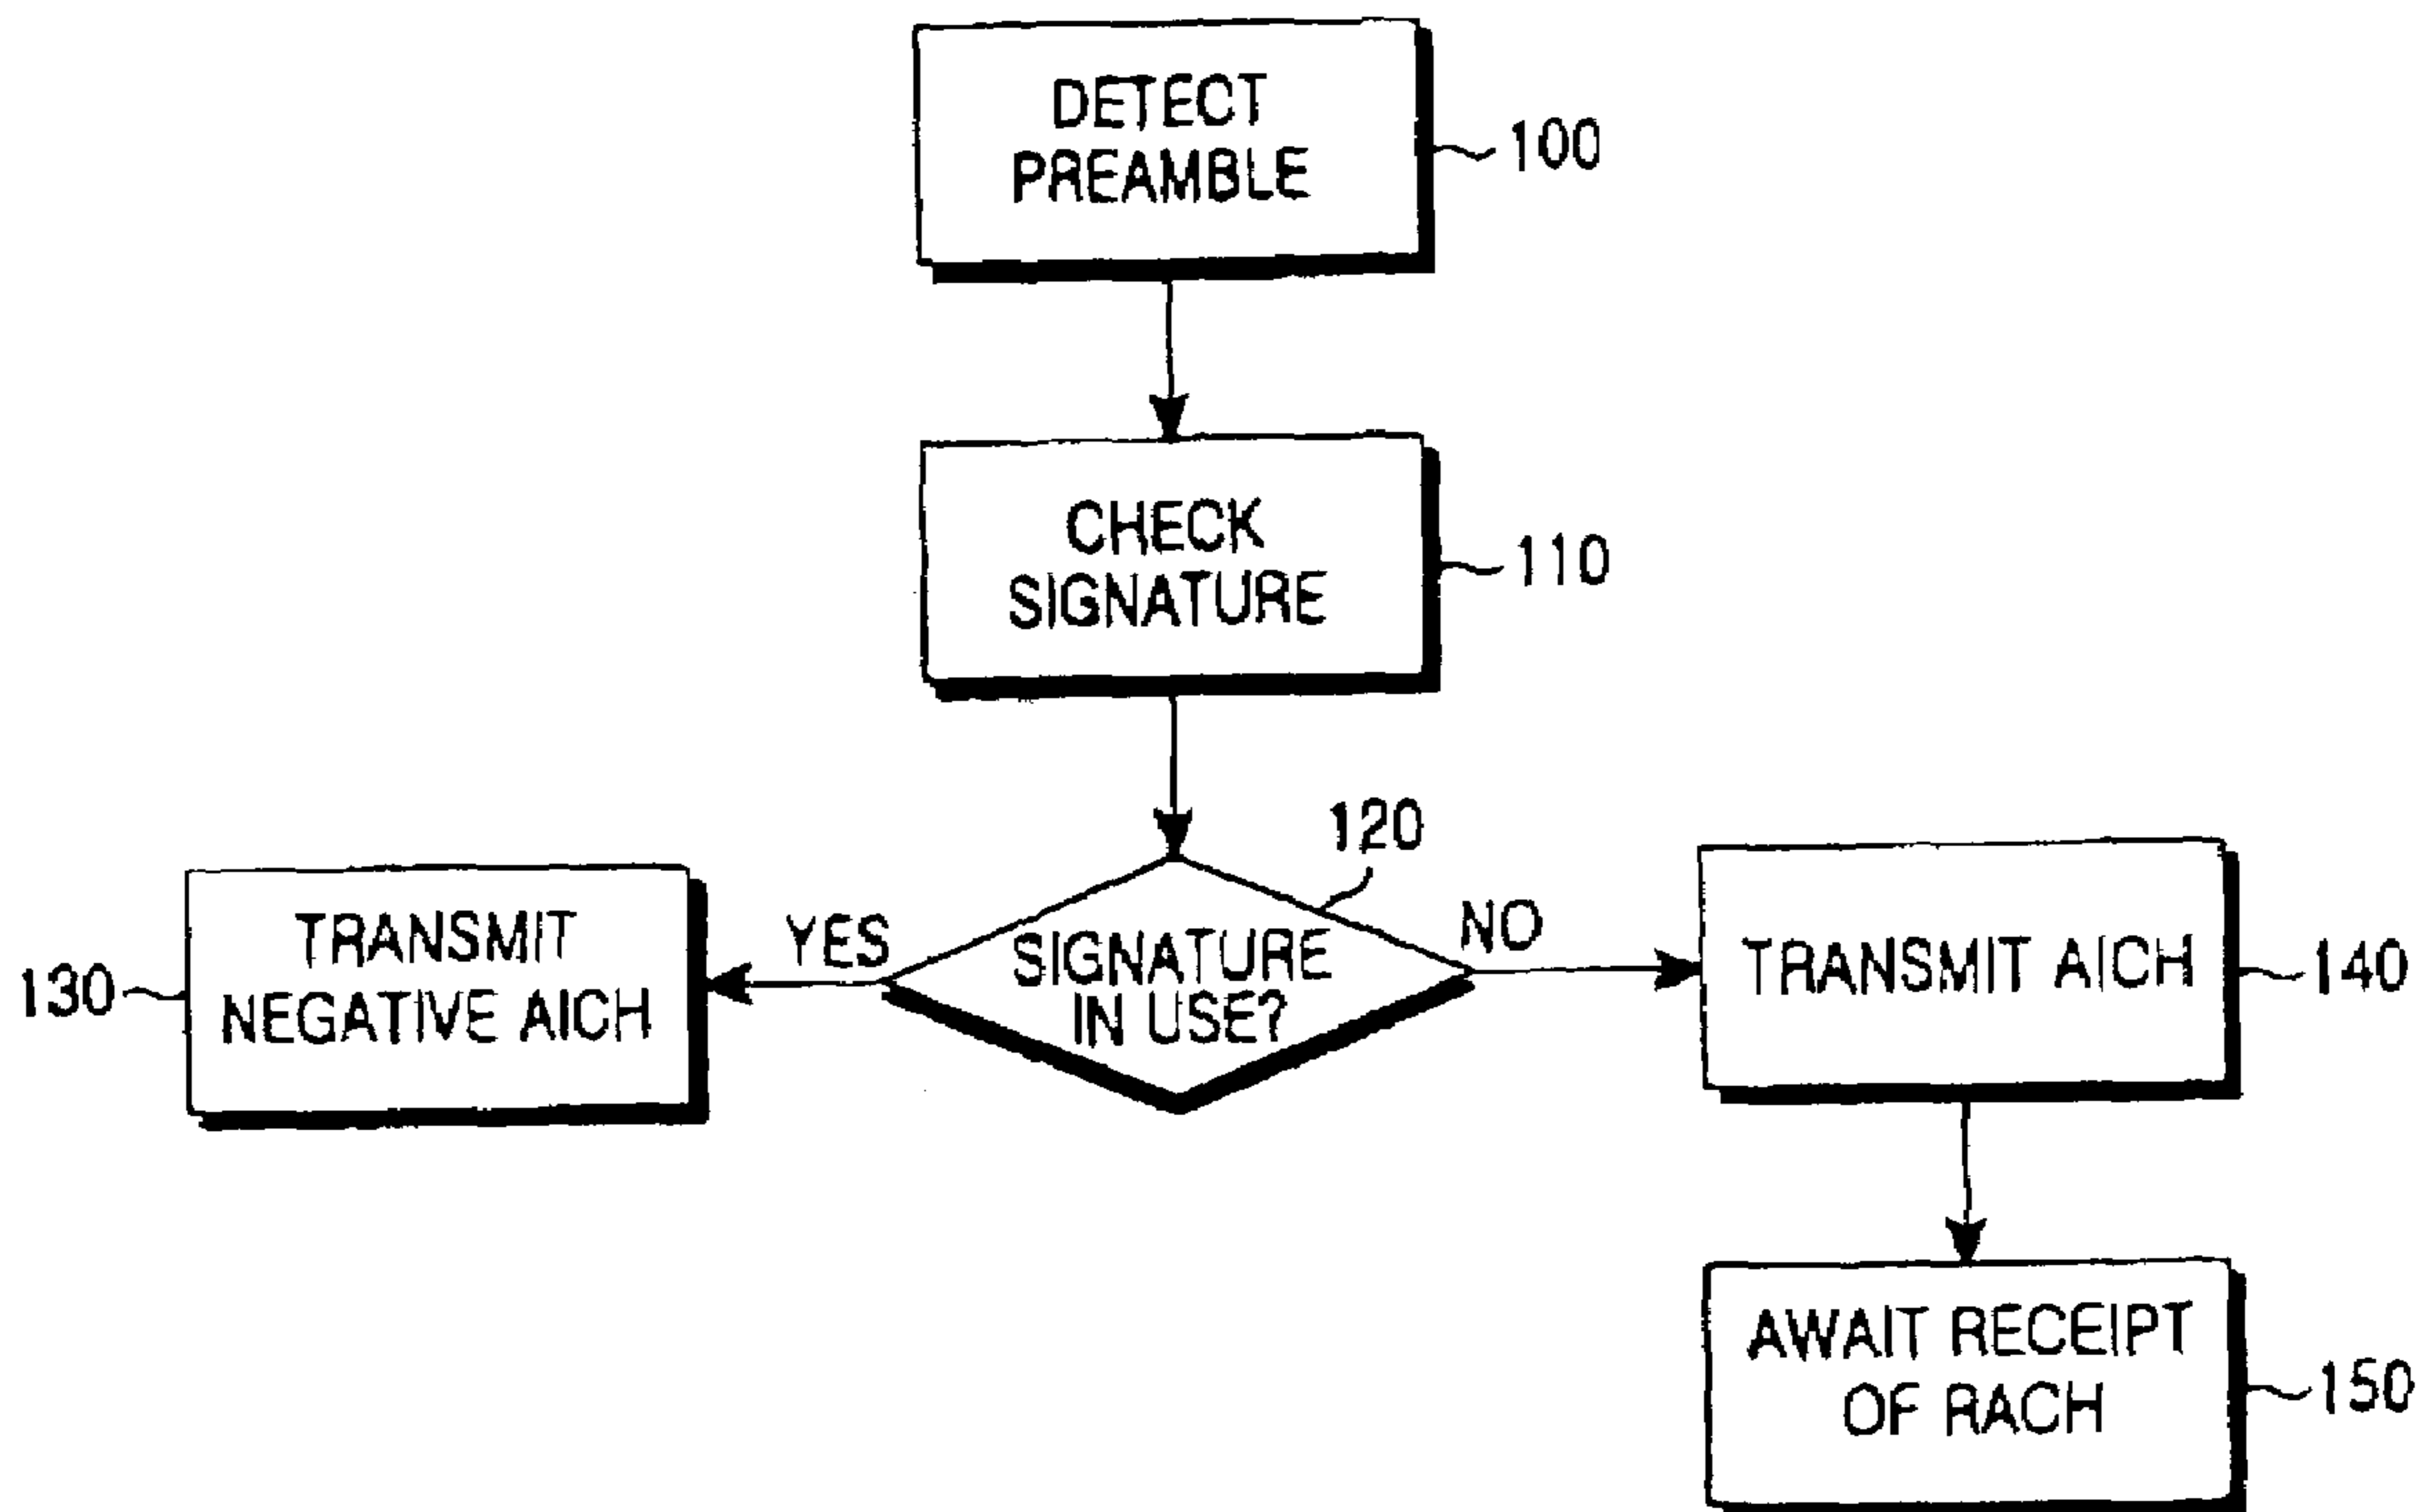 DETECT
PREAMBLE
100
CHECK
SIGNATURE
110
120
YES
NO
TRANSMIT
NEGATIVE AICH
130
SIGNATURE
IN USE?
TRANSMIT AICH
140
AWAIT RECEIPT
OF RACH
150